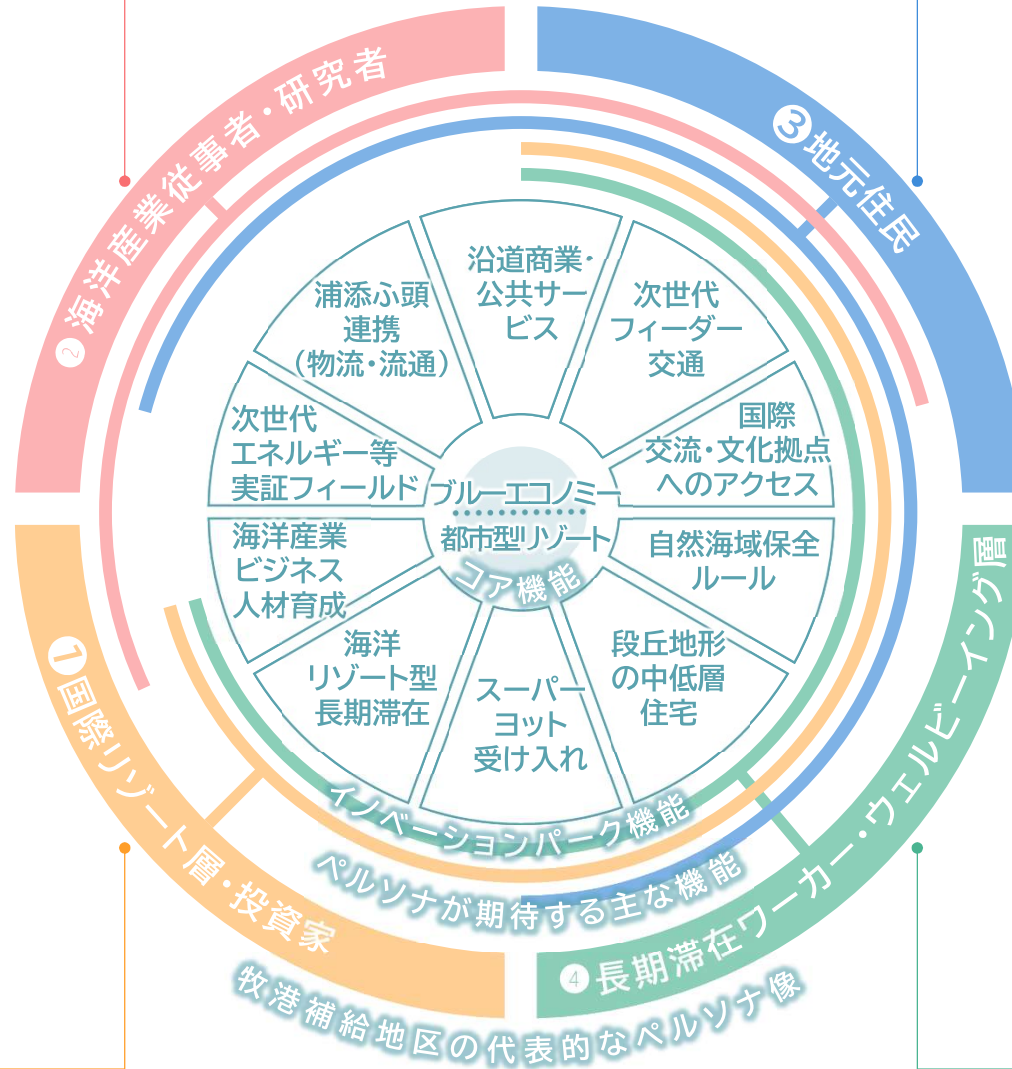 ❷海洋産業従事者・研究者
❸地元住民
沿道商業・
公共サー
ビス
浦添ふ頭
連携
（物流・流通）
次世代
フィーダー
交通
次世代
エネルギー等
実証フィールド
国際
交流・文化拠点
へのアクセス
ブルーエコノミー
都市型リゾート
コア機能
海洋産業
ビジネス
人材育成
自然海域保全
ルール
海洋
リゾート型
長期滞在
スーパー
ヨット
受け入れ
段丘地形
の中低層
住宅
イノベーションパーク機能
ペルソナが期待する主な機能
❶国際リゾート層・投資家
❹長期滞在ワーカー・ウェルビーイング層
牧港補給地区の代表的なペルソナ像